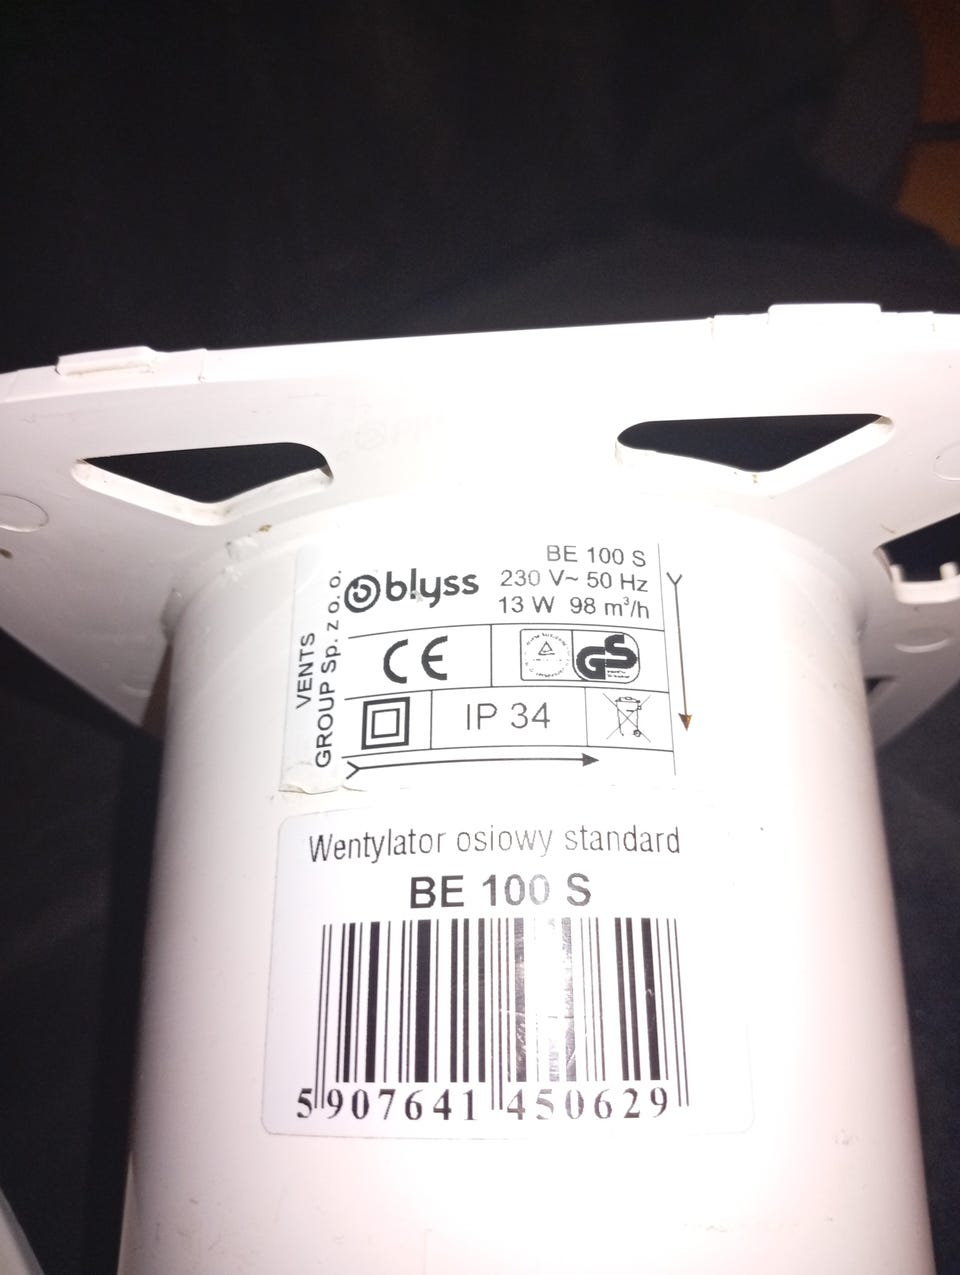 VENTS
GROUP Sp. z o. o.
blyss
BE 100 S
230 V~ 50 Hz
13 W 98 m³/h
CE
GS
IP 34
Wentylator osiowy standard
BE 100 S
5 907641 450629